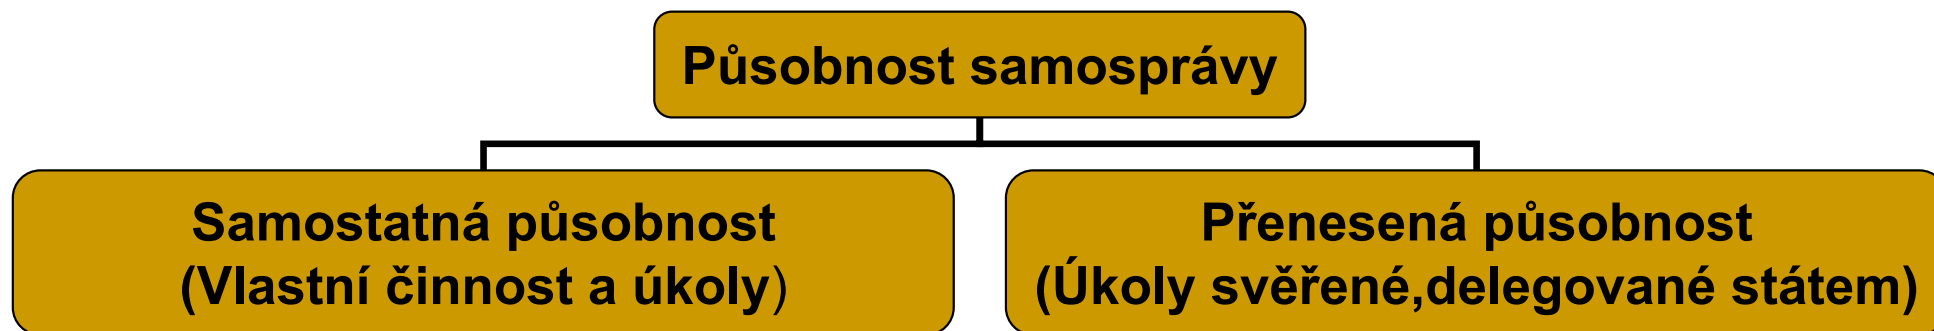 Působnost samosprávy
Samostatná působnost
(Vlastní činnost a úkoly)
Přenesená působnost
(Úkoly svěřené,delegované státem)